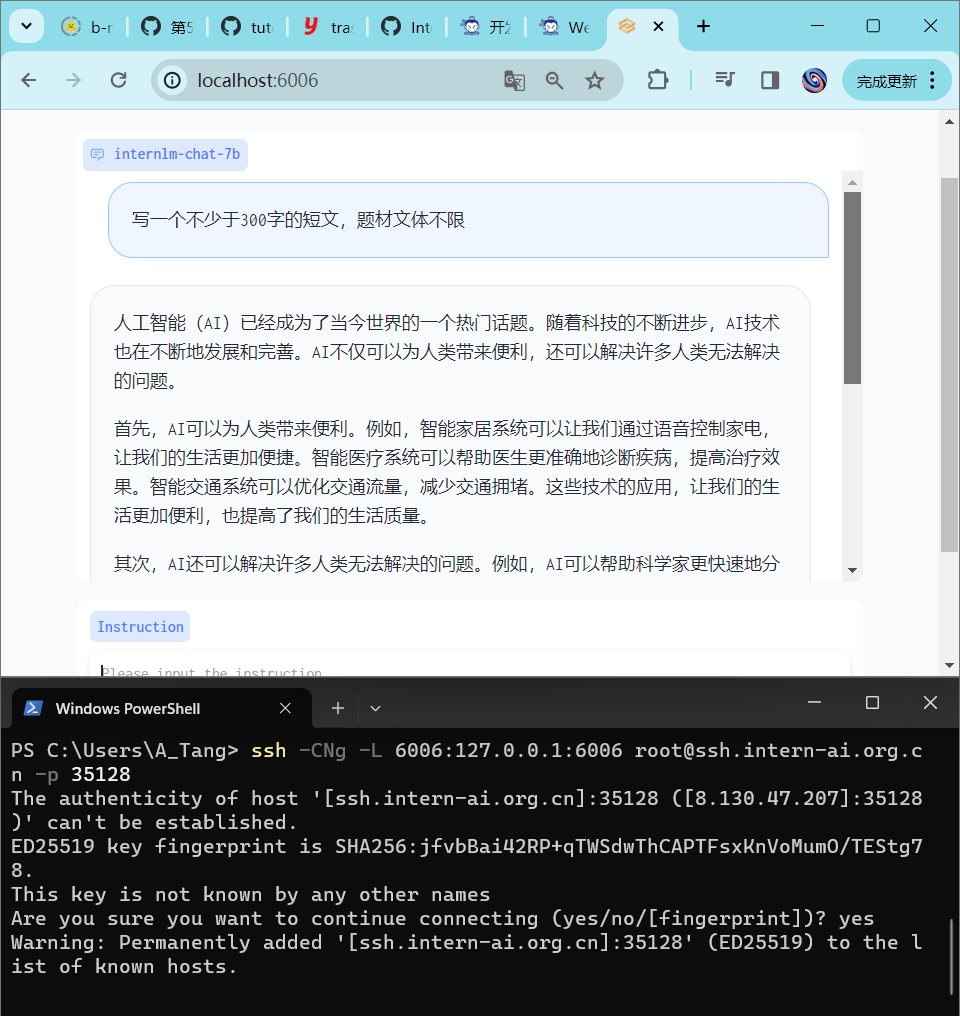 b-r
第5
tut
tra
Int
开发
We
localhost:6006
完成更新
internlm-chat-7b
写一个不少于300字的短文，题材文体不限
人工智能（AI）已经成为了当今世界的一个热门话题。随着科技的不断进步，AI技术
也在不断地发展和完善。AI不仅可以为人类带来便利，还可以解决许多人类无法解决
的问题。
首先，AI可以为人类带来便利。例如，智能家居系统可以让我们通过语音控制家电，
让我们的生活更加便捷。智能医疗系统可以帮助医生更准确地诊断疾病，提高治疗效
果。智能交通系统可以优化交通流量，减少交通拥堵。这些技术的应用，让我们的生
活更加便利，也提高了我们的生活质量。
其次，AI还可以解决许多人类无法解决的问题。例如，AI可以帮助科学家更快速地分
Instruction
Please input the instruction
Windows PowerShell
PS C:\Users\A_Tang> ssh -CNg -L 6006:127.0.0.1:6006 root@ssh.intern-ai.org.c
n -p 35128
The authenticity of host '[ssh.intern-ai.org.cn]:35128 ([8.130.47.207]:35128
)' can't be established.
ED25519 key fingerprint is SHA256:jfvbBai42RP+qTWSdwThCAPTFsxKnVoMumO/TEStg7
8.
This key is not known by any other names
Are you sure you want to continue connecting (yes/no/[fingerprint])? yes
Warning: Permanently added '[ssh.intern-ai.org.cn]:35128' (ED25519) to the l
ist of known hosts.